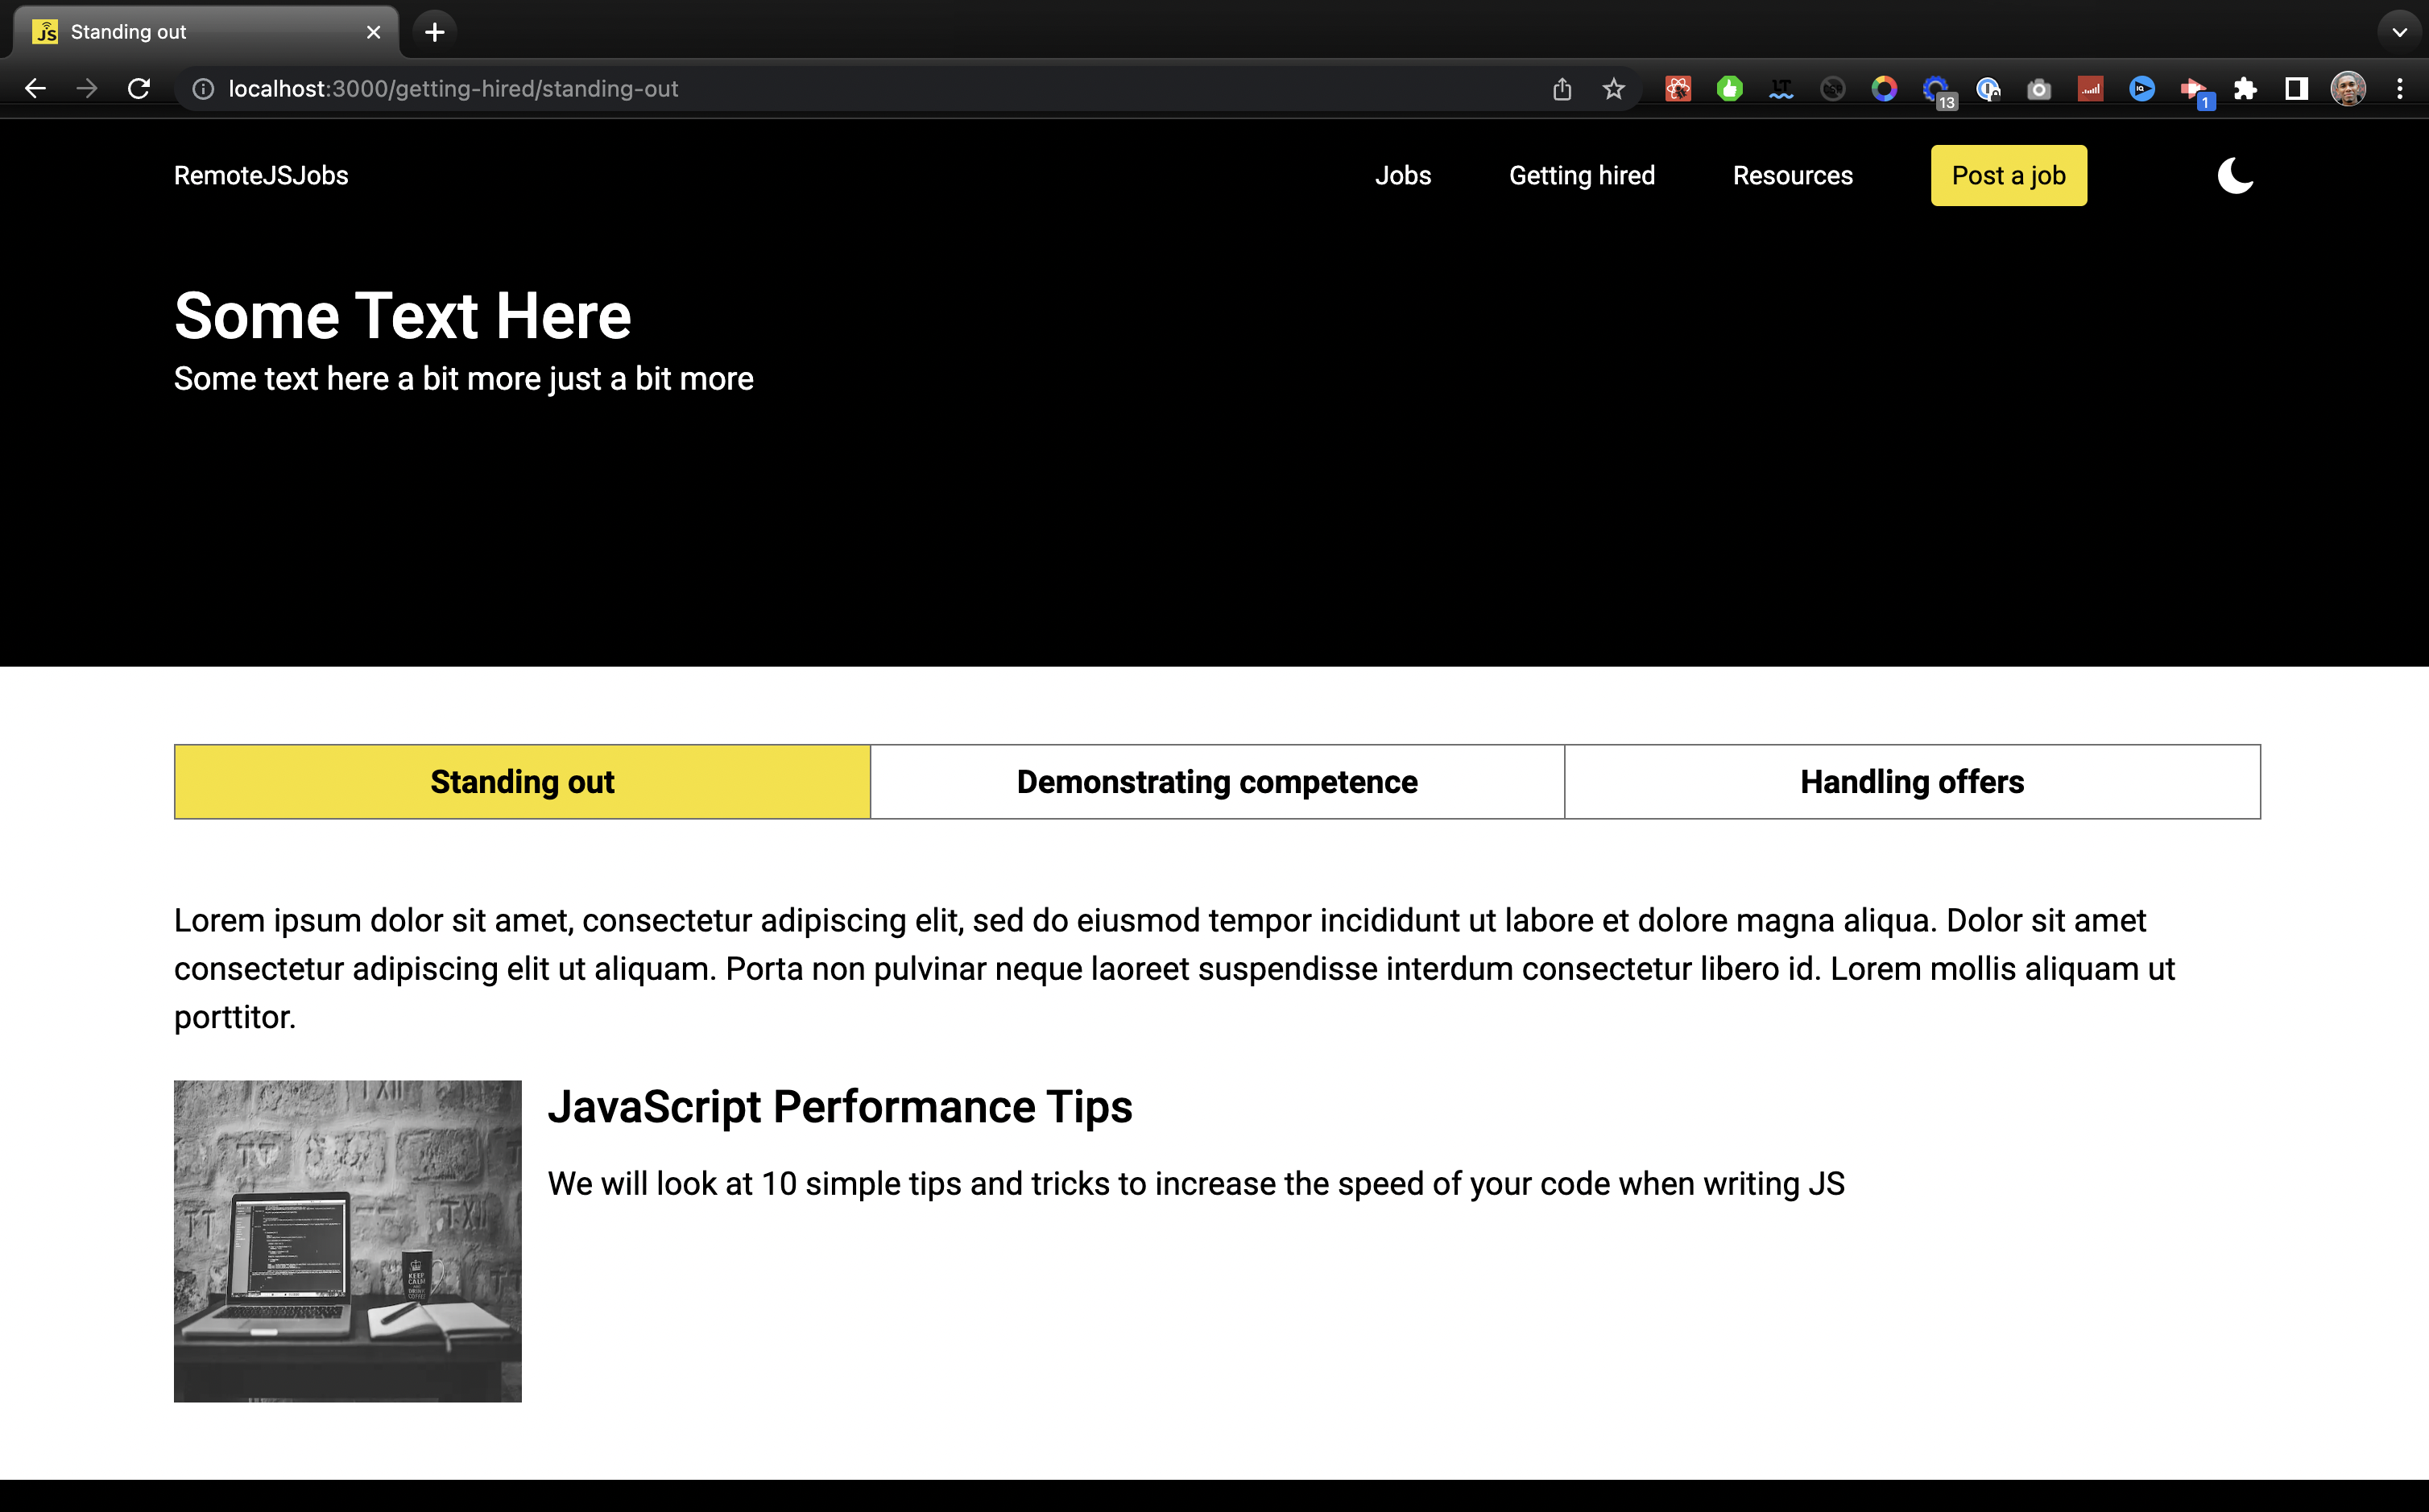 JS Standing out
localhost:3000/getting-hired/standing-out
13
1
RemoteJSJobs
Jobs
Getting hired
Resources
Post a job
Some Text Here
Some text here a bit more just a bit more
Standing out
Demonstrating competence
Handling offers
Lorem ipsum dolor sit amet, consectetur adipiscing elit, sed do eiusmod tempor incididunt ut labore et dolore magna aliqua. Dolor sit amet
consectetur adipiscing elit ut aliquam. Porta non pulvinar neque laoreet suspendisse interdum consectetur libero id. Lorem mollis aliquam ut
porttitor.
JavaScript Performance Tips
We will look at 10 simple tips and tricks to increase the speed of your code when writing JS
KEEP
CALM